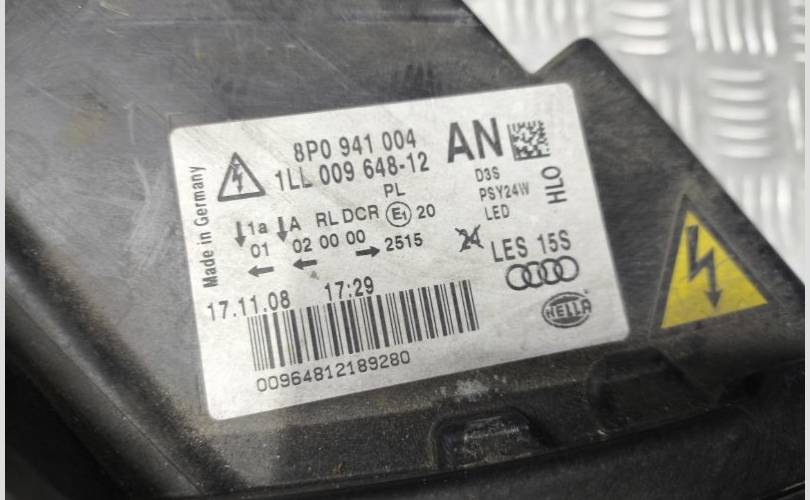 8P0 941 004 AN
1LL 009 648-12
Made in Germany
PL
D3S
PSY24W
LED
HLO
1a A RL DCR E1 20
01 02 00 00 2515
24
LES 15S
17.11.08 17:29
HELLA
00964812189280